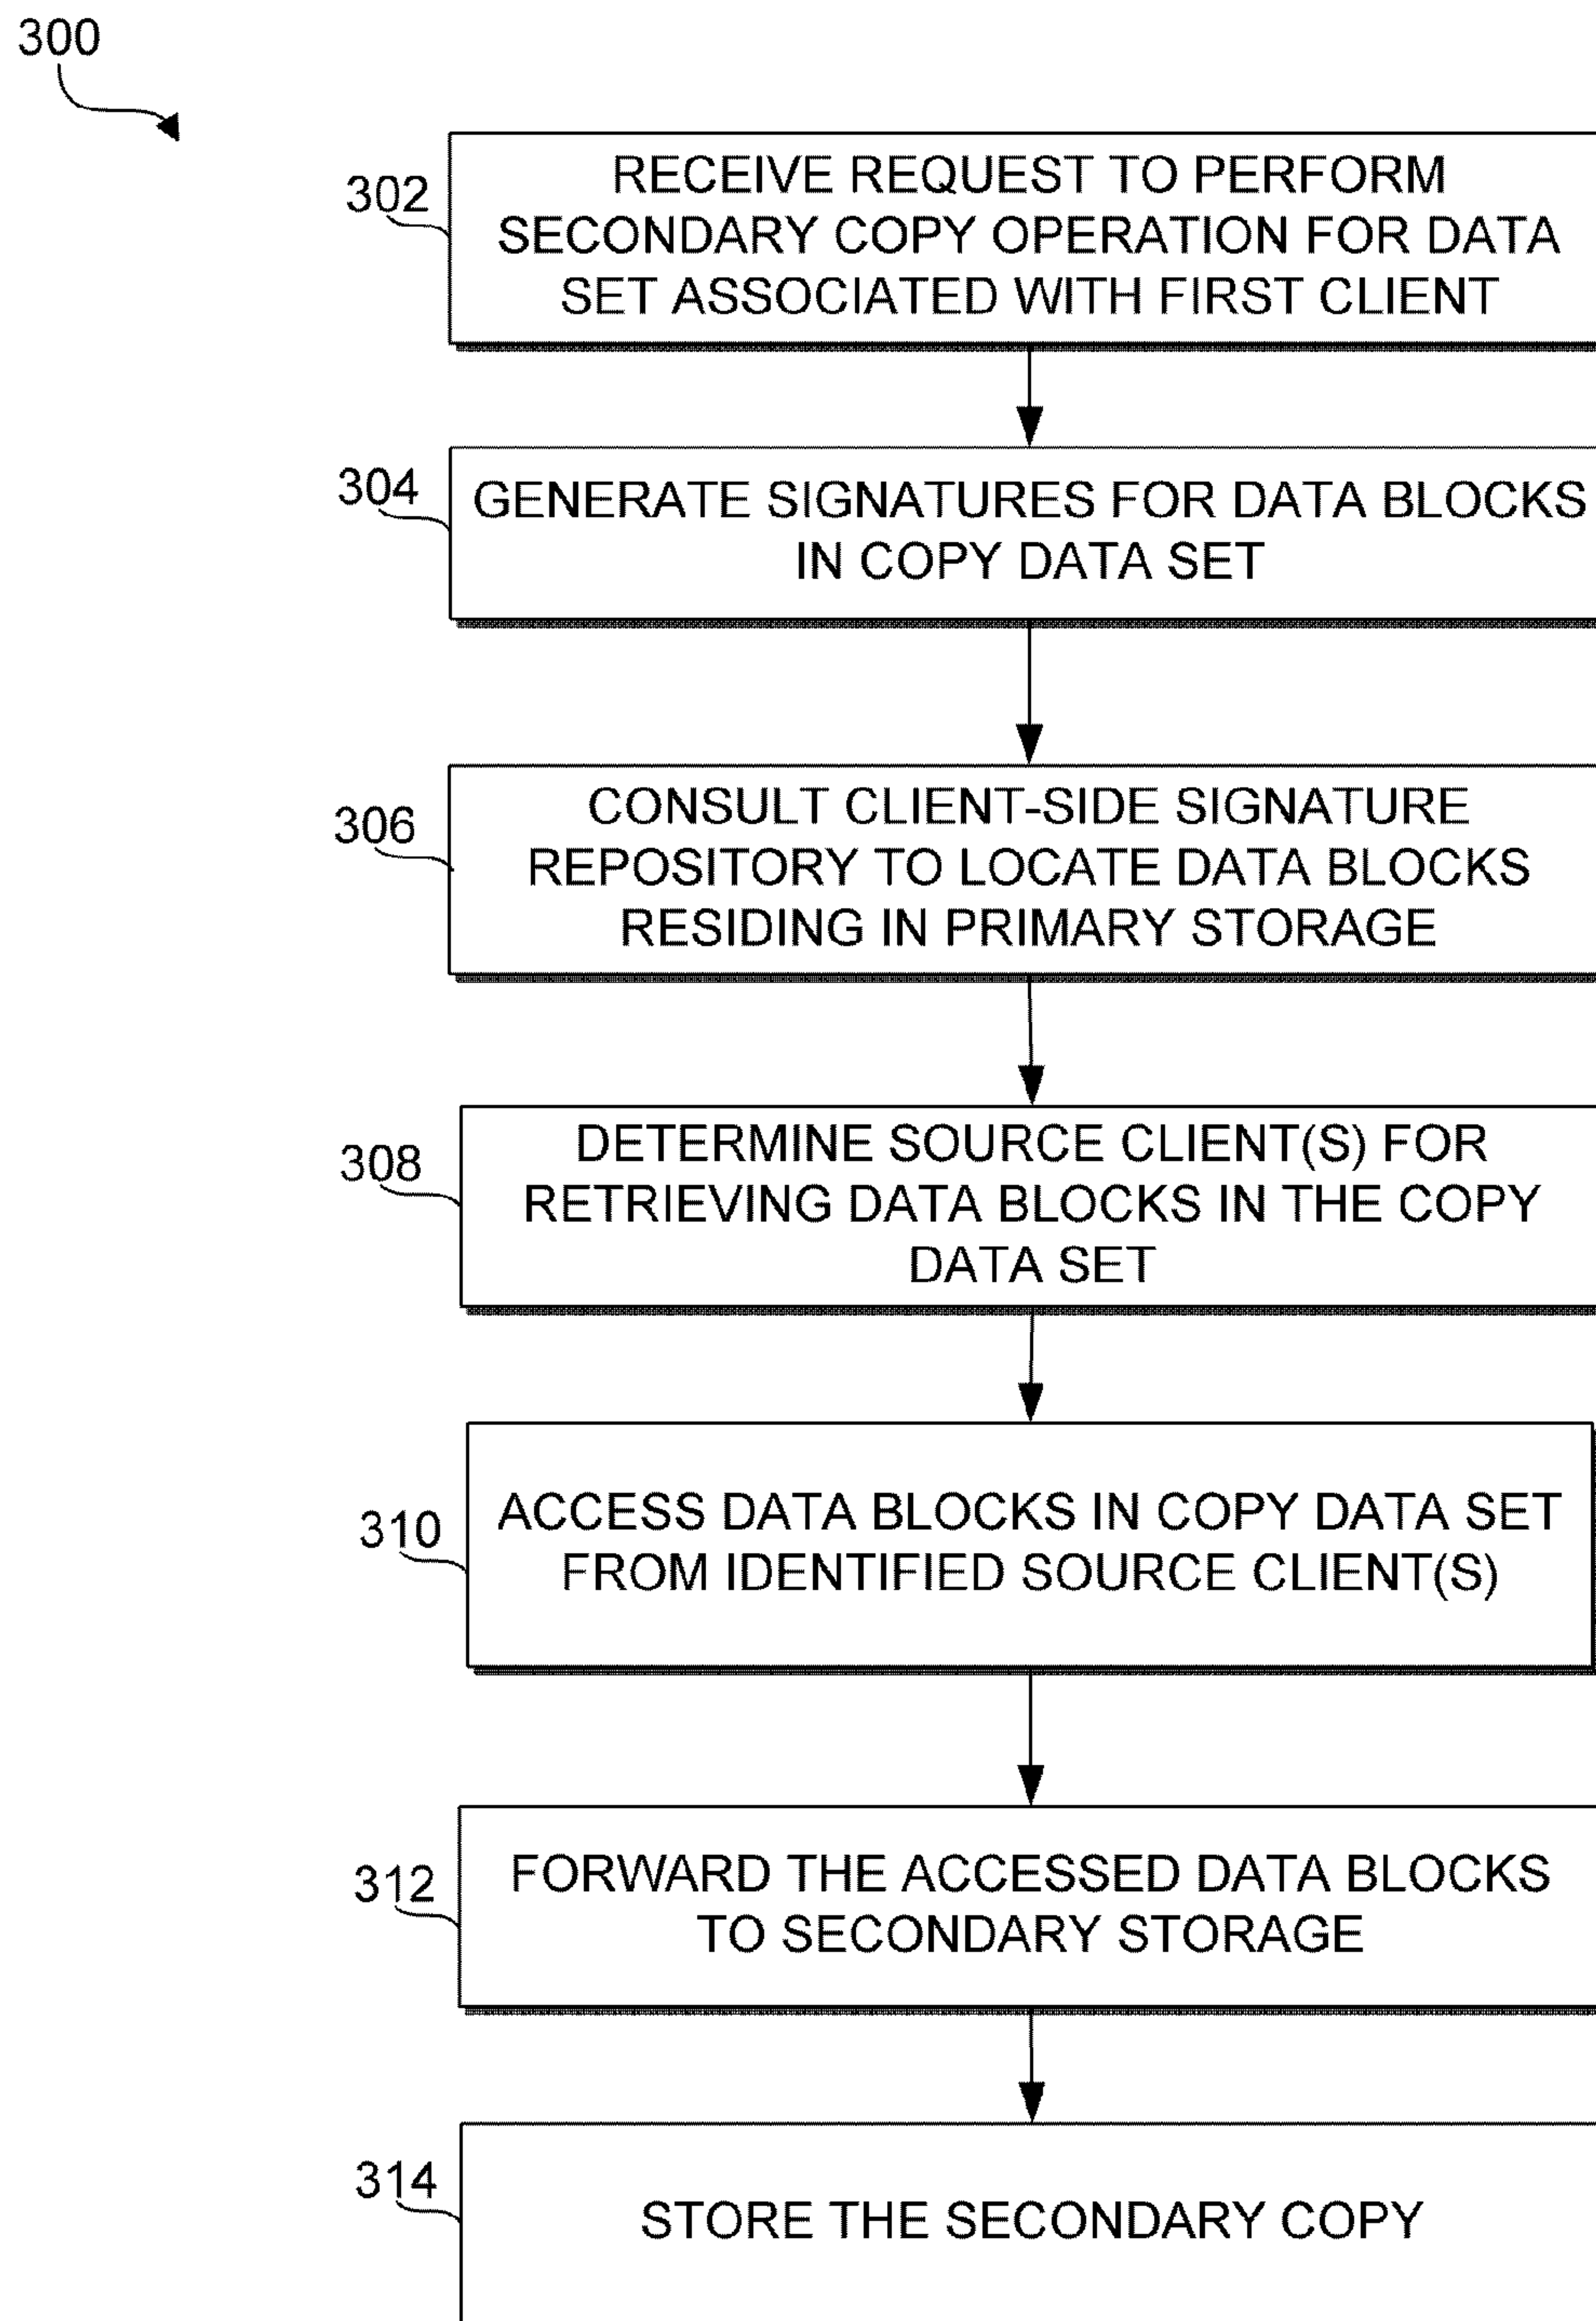 300
302
RECEIVE REQUEST TO PERFORM
SECONDARY COPY OPERATION FOR DATA
SET ASSOCIATED WITH FIRST CLIENT
304
GENERATE SIGNATURES FOR DATA BLOCKS
IN COPY DATA SET
306
CONSULT CLIENT-SIDE SIGNATURE
REPOSITORY TO LOCATE DATA BLOCKS
RESIDING IN PRIMARY STORAGE
308
DETERMINE SOURCE CLIENT(S) FOR
RETRIEVING DATA BLOCKS IN THE COPY
DATA SET
310
ACCESS DATA BLOCKS IN COPY DATA SET
FROM IDENTIFIED SOURCE CLIENT(S)
312
FORWARD THE ACCESSED DATA BLOCKS
TO SECONDARY STORAGE
314
STORE THE SECONDARY COPY